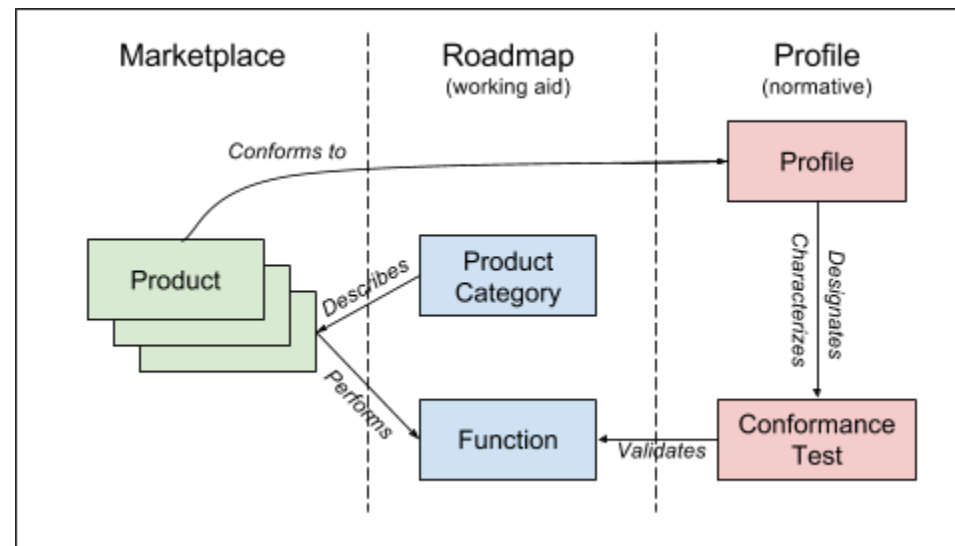 Marketplace
Roadmap
(working aid)
Profile
(normative)
Conforms to
Profile
Product
Describes
Product
Category
Characterizes
Designates
Performs
Function
Validates
Conformance
Test